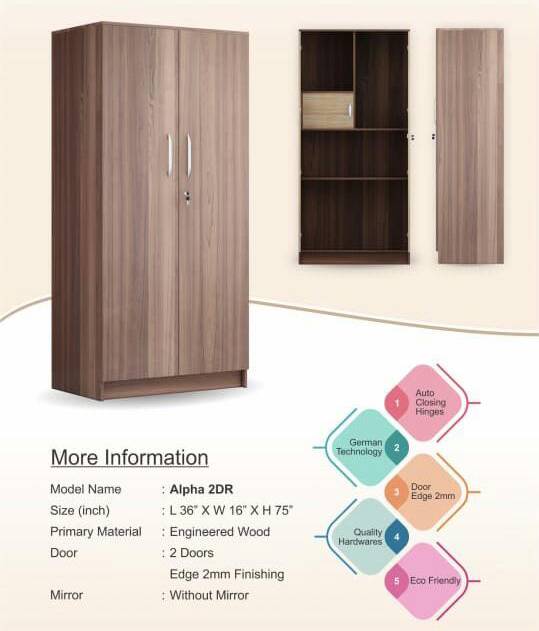 More Information
Model Name : Alpha 2DR
Size (inch) : L 36” X W 16” X H 75”
Primary Material : Engineered Wood
Door : 2 Doors
Edge 2mm Finishing
Mirror : Without Mirror
1 Auto
Closing
Hinges
German
Technology 2
3 Door
Edge 2mm
Quality
Hardwares 4
5 Eco Friendly